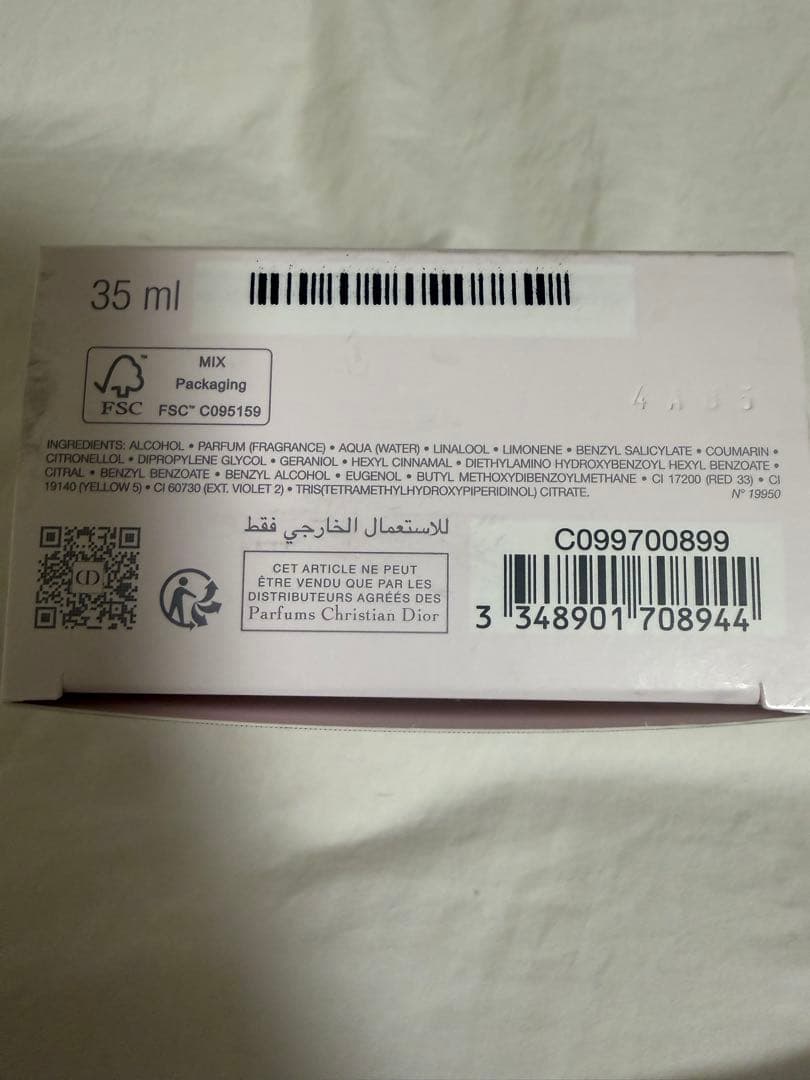 35 ml
MIX
Packaging
FSC™ C095159
FSC
INGREDIENTS: ALCOHOL • PARFUM (FRAGRANCE) • AQUA (WATER) • LINALOOL • LIMONENE • BENZYL SALICYLATE • COUMARIN •
CITRONELLOL • DIPROPYLENE GLYCOL • GERANIOL • HEXYL CINNAMAL • DIETHYLAMINO HYDROXYBENZOYL HEXYL BENZOATE •
CITRAL • BENZYL BENZOATE • BENZYL ALCOHOL • EUGENOL • BUTYL METHOXYDIBENZOYLMETHANE • CI 17200 (RED 33) • CI
19140 (YELLOW 5) • CI 60730 (EXT. VIOLET 2) • TRIS(TETRAMETHYLHYDROXYPIPERIDINOL) CITRATE.
N° 19950
للاستعمال الخارجي فقط
CD
CET ARTICLE NE PEUT
ÊTRE VENDU QUE PAR LES
DISTRIBUTEURS AGRÉÉS DES
Parfums Christian Dior
C099700899
3 348901 708944